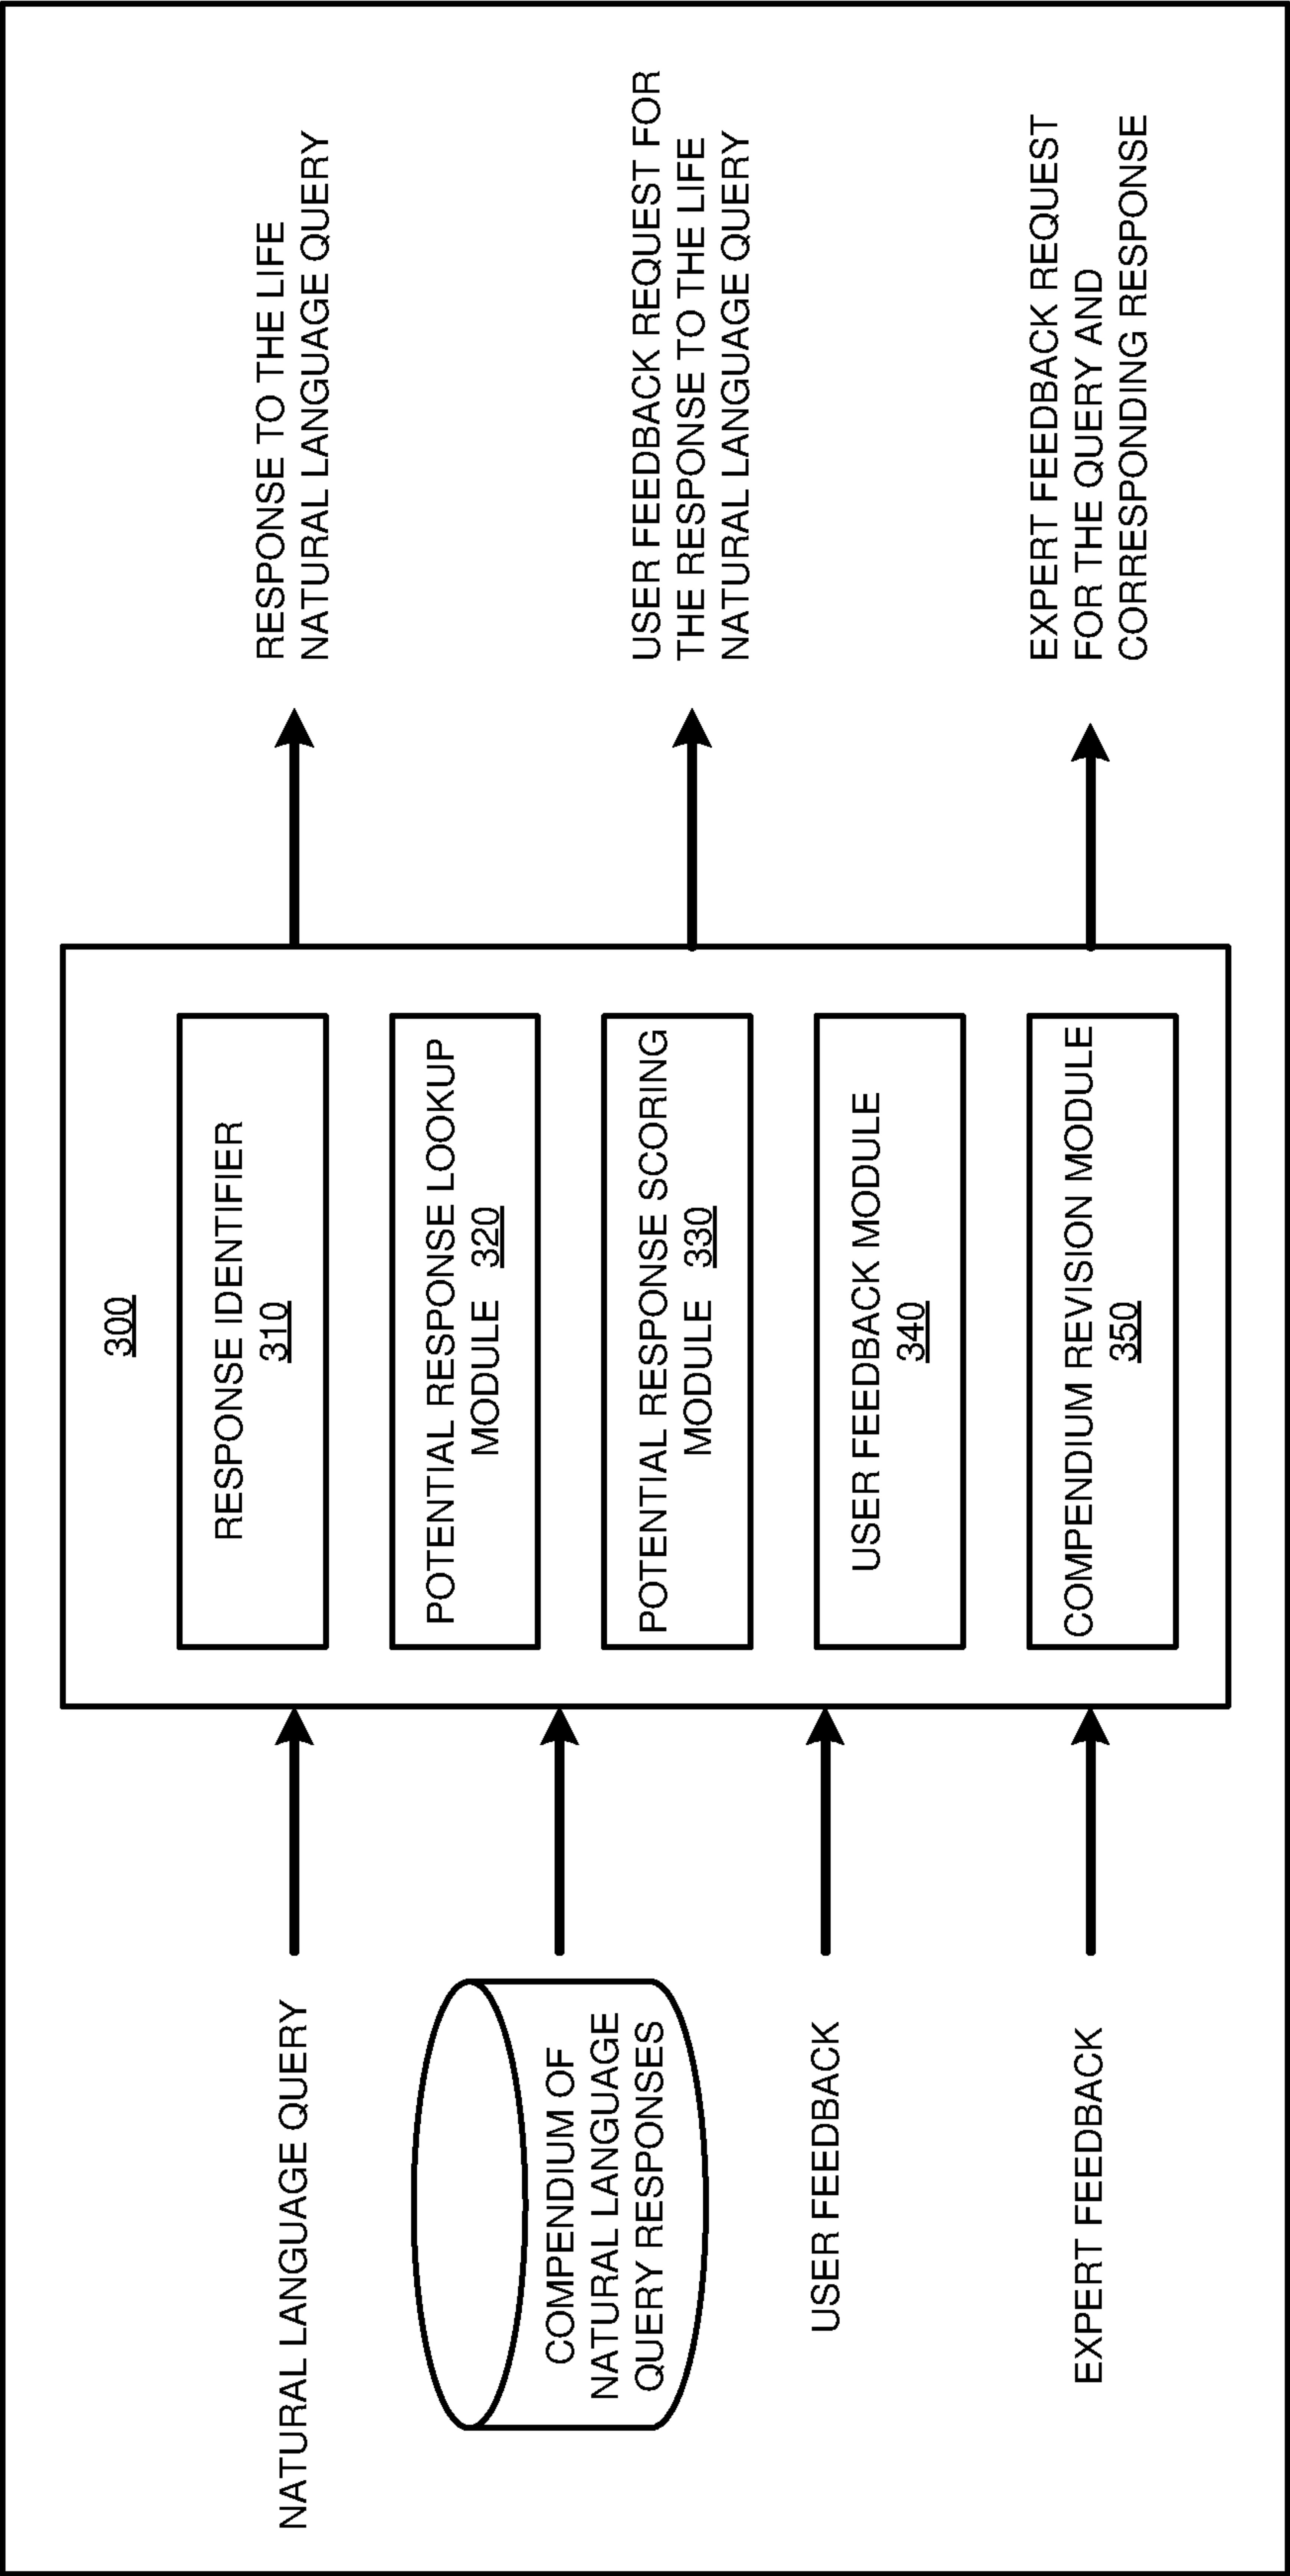 NATURAL LANGUAGE QUERY
COMPENDIUM OF
NATURAL LANGUAGE
QUERY RESPONSES
USER FEEDBACK
EXPERT FEEDBACK
300
RESPONSE IDENTIFIER
310
POTENTIAL RESPONSE LOOKUP
MODULE 320
POTENTIAL RESPONSE SCORING
MODULE 330
USER FEEDBACK MODULE
340
COMPENDIUM REVISION MODULE
350
RESPONSE TO THE LIFE
NATURAL LANGUAGE QUERY
USER FEEDBACK REQUEST FOR
THE RESPONSE TO THE LIFE
NATURAL LANGUAGE QUERY
EXPERT FEEDBACK REQUEST
FOR THE QUERY AND
CORRESPONDING RESPONSE